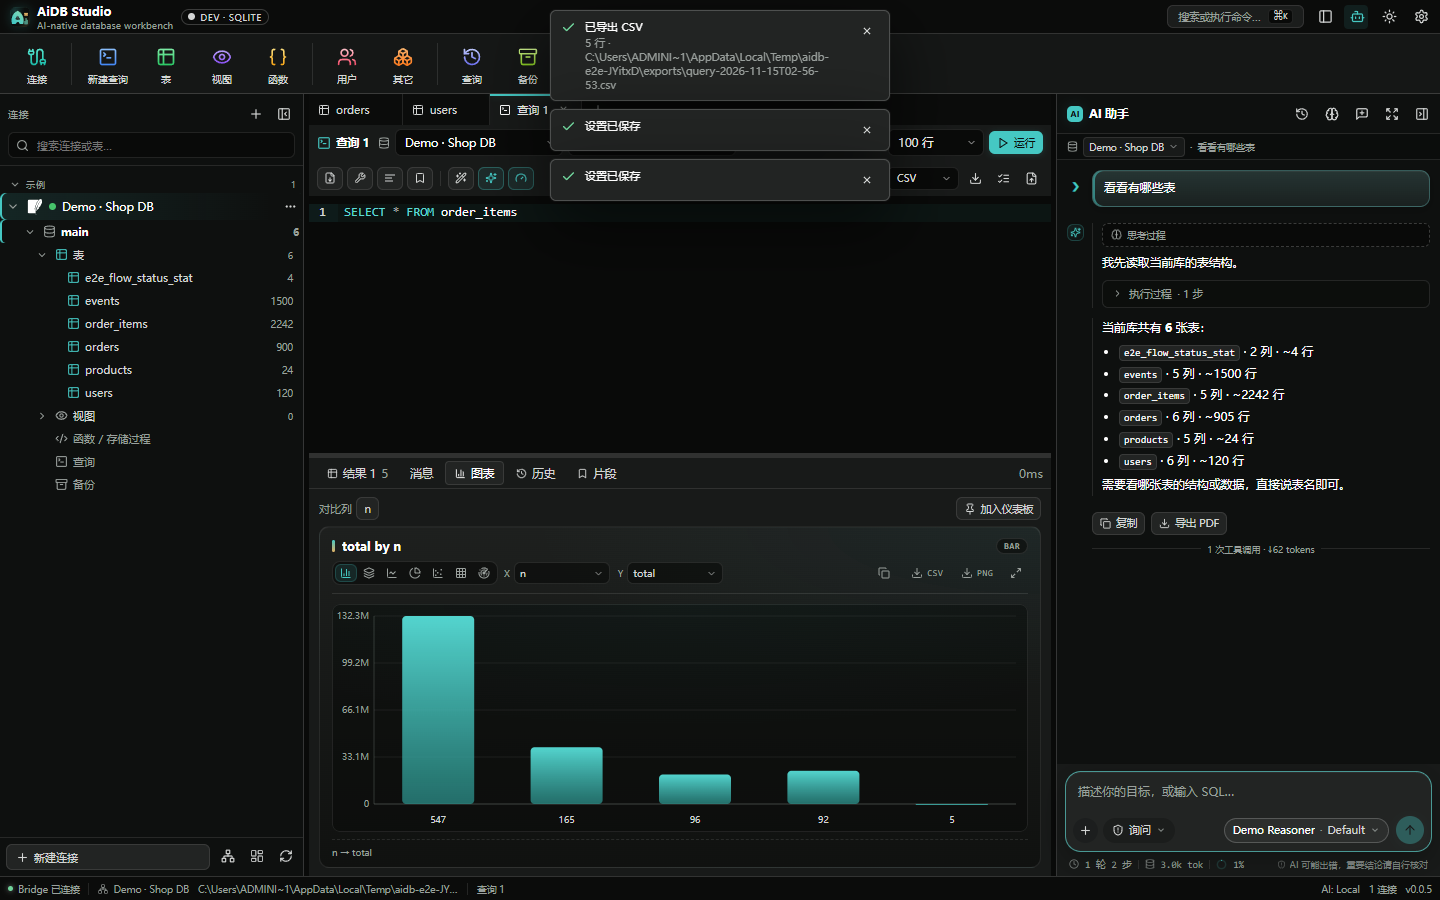 AiDB Studio
AI-native database workbench
DEV · SQLITE
搜索或执行命令... ⌘K
连接
新建查询
表
视图
函数
用户
其它
查询
备份
已导出 CSV
5 行 ·
C:\Users\ADMINI~1\AppData\Local\Temp\aidb-
e2e-JYitxD\exports\query-2026-11-15T02-56-
53.csv
设置已保存
设置已保存
连接
搜索连接或表...
示例 1
Demo · Shop DB
main 6
表 6
e2e_flow_status_stat 4
events 1500
order_items 2242
orders 900
products 24
users 120
视图 0
函数 / 存储过程
查询
备份
新建连接
orders
users
查询 1
查询 1
Demo · Shop DB
100 行
运行
CSV
1 SELECT * FROM order_items
结果 1 5
消息
图表
历史
片段
0ms
对比列 n
加入仪表板
total by n
BAR
X n
Y total
CSV
PNG
132.3M
99.2M
66.1M
33.1M
0
547 165 96 92 5
n → total
AI AI 助手
Demo · Shop DB · 看看有哪些表
看看有哪些表
思考过程
我先读取当前库的表结构。
执行过程 · 1 步
当前库共有 6 张表:
• e2e_flow_status_stat · 2 列 · ~4 行
• events · 5 列 · ~1500 行
• order_items · 5 列 · ~2242 行
• orders · 6 列 · ~905 行
• products · 5 列 · ~24 行
• users · 6 列 · ~120 行
需要看哪张表的结构或数据，直接说表名即可。
复制
导出 PDF
1 次工具调用 · ↓62 tokens
描述你的目标，或输入 SQL...
询问
Demo Reasoner · Default
1 轮 2 步
3.0k tok
1%
AI 可能出错，重要结论请自行核对
Bridge 已连接
Demo · Shop DB
C:\Users\ADMINI~1\AppData\Local\Temp\aidb-e2e-JY...
查询 1
AI: Local
1 连接
v0.0.5